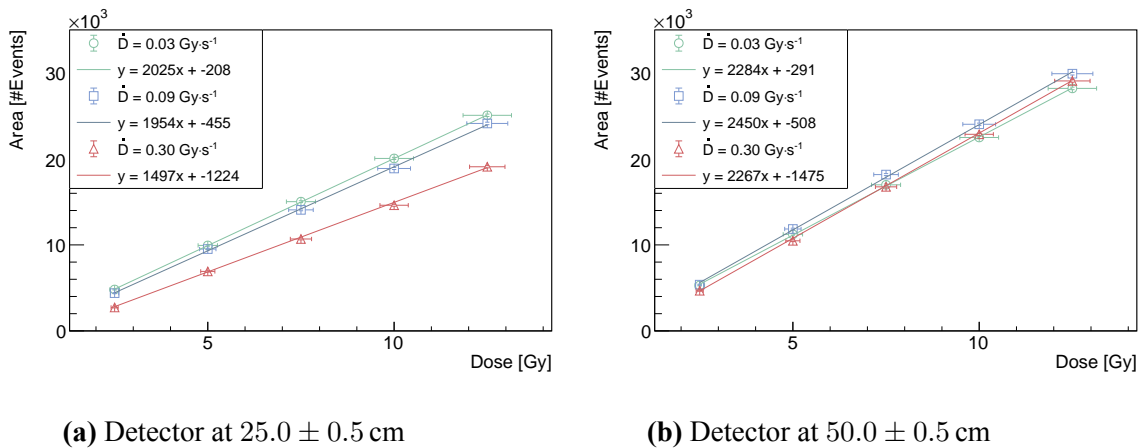 ×10³
Area [#Events]
30
20
10
0
Ḋ = 0.03 Gy·s⁻¹
y = 2025x + -208
Ḋ = 0.09 Gy·s⁻¹
y = 1954x + -455
Ḋ = 0.30 Gy·s⁻¹
y = 1497x + -1224
5
10
Dose [Gy]
(a) Detector at 25.0 ± 0.5 cm
×10³
Area [#Events]
30
20
10
0
Ḋ = 0.03 Gy·s⁻¹
y = 2284x + -291
Ḋ = 0.09 Gy·s⁻¹
y = 2450x + -508
Ḋ = 0.30 Gy·s⁻¹
y = 2267x + -1475
5
10
Dose [Gy]
(b) Detector at 50.0 ± 0.5 cm